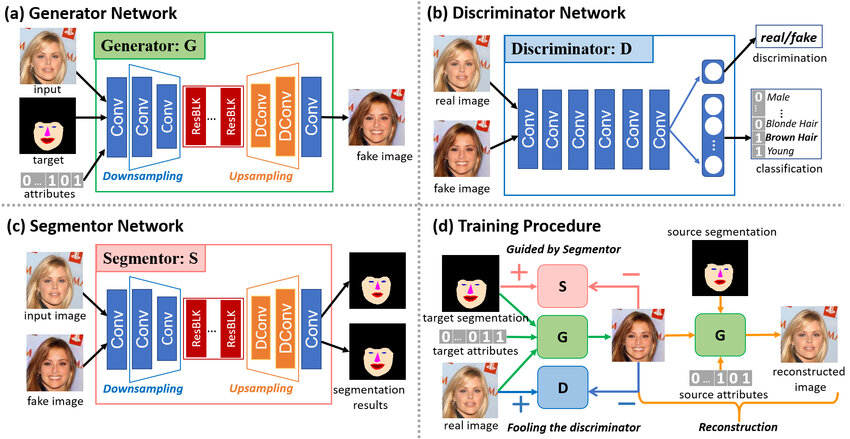 (a) Generator Network
Generator: G
input
target
0 ... 1 0 1
attributes
Conv
Conv
Conv
ResBLK
...
ResBLK
DConv
DConv
Conv
Downsampling
Upsampling
fake image
(b) Discriminator Network
Discriminator: D
real image
fake image
Conv
Conv
Conv
Conv
Conv
Conv
...
real/fake
discrimination
0 Male
⋮
0 Blonde Hair
1 Brown Hair
1 Young
classification
(c) Segmentor Network
Segmentor: S
input image
fake image
Conv
Conv
Conv
ResBLK
...
ResBLK
DConv
DConv
Conv
Downsampling
Upsampling
segmentation
results
(d) Training Procedure
Guided by Segmentor
source segmentation
+
S
−
target segmentation
0 ... 0 1 1
target attributes
G
G
real image
+
D
−
Fooling the discriminator
0 ... 1 0 1
source attributes
reconstructed
image
Reconstruction